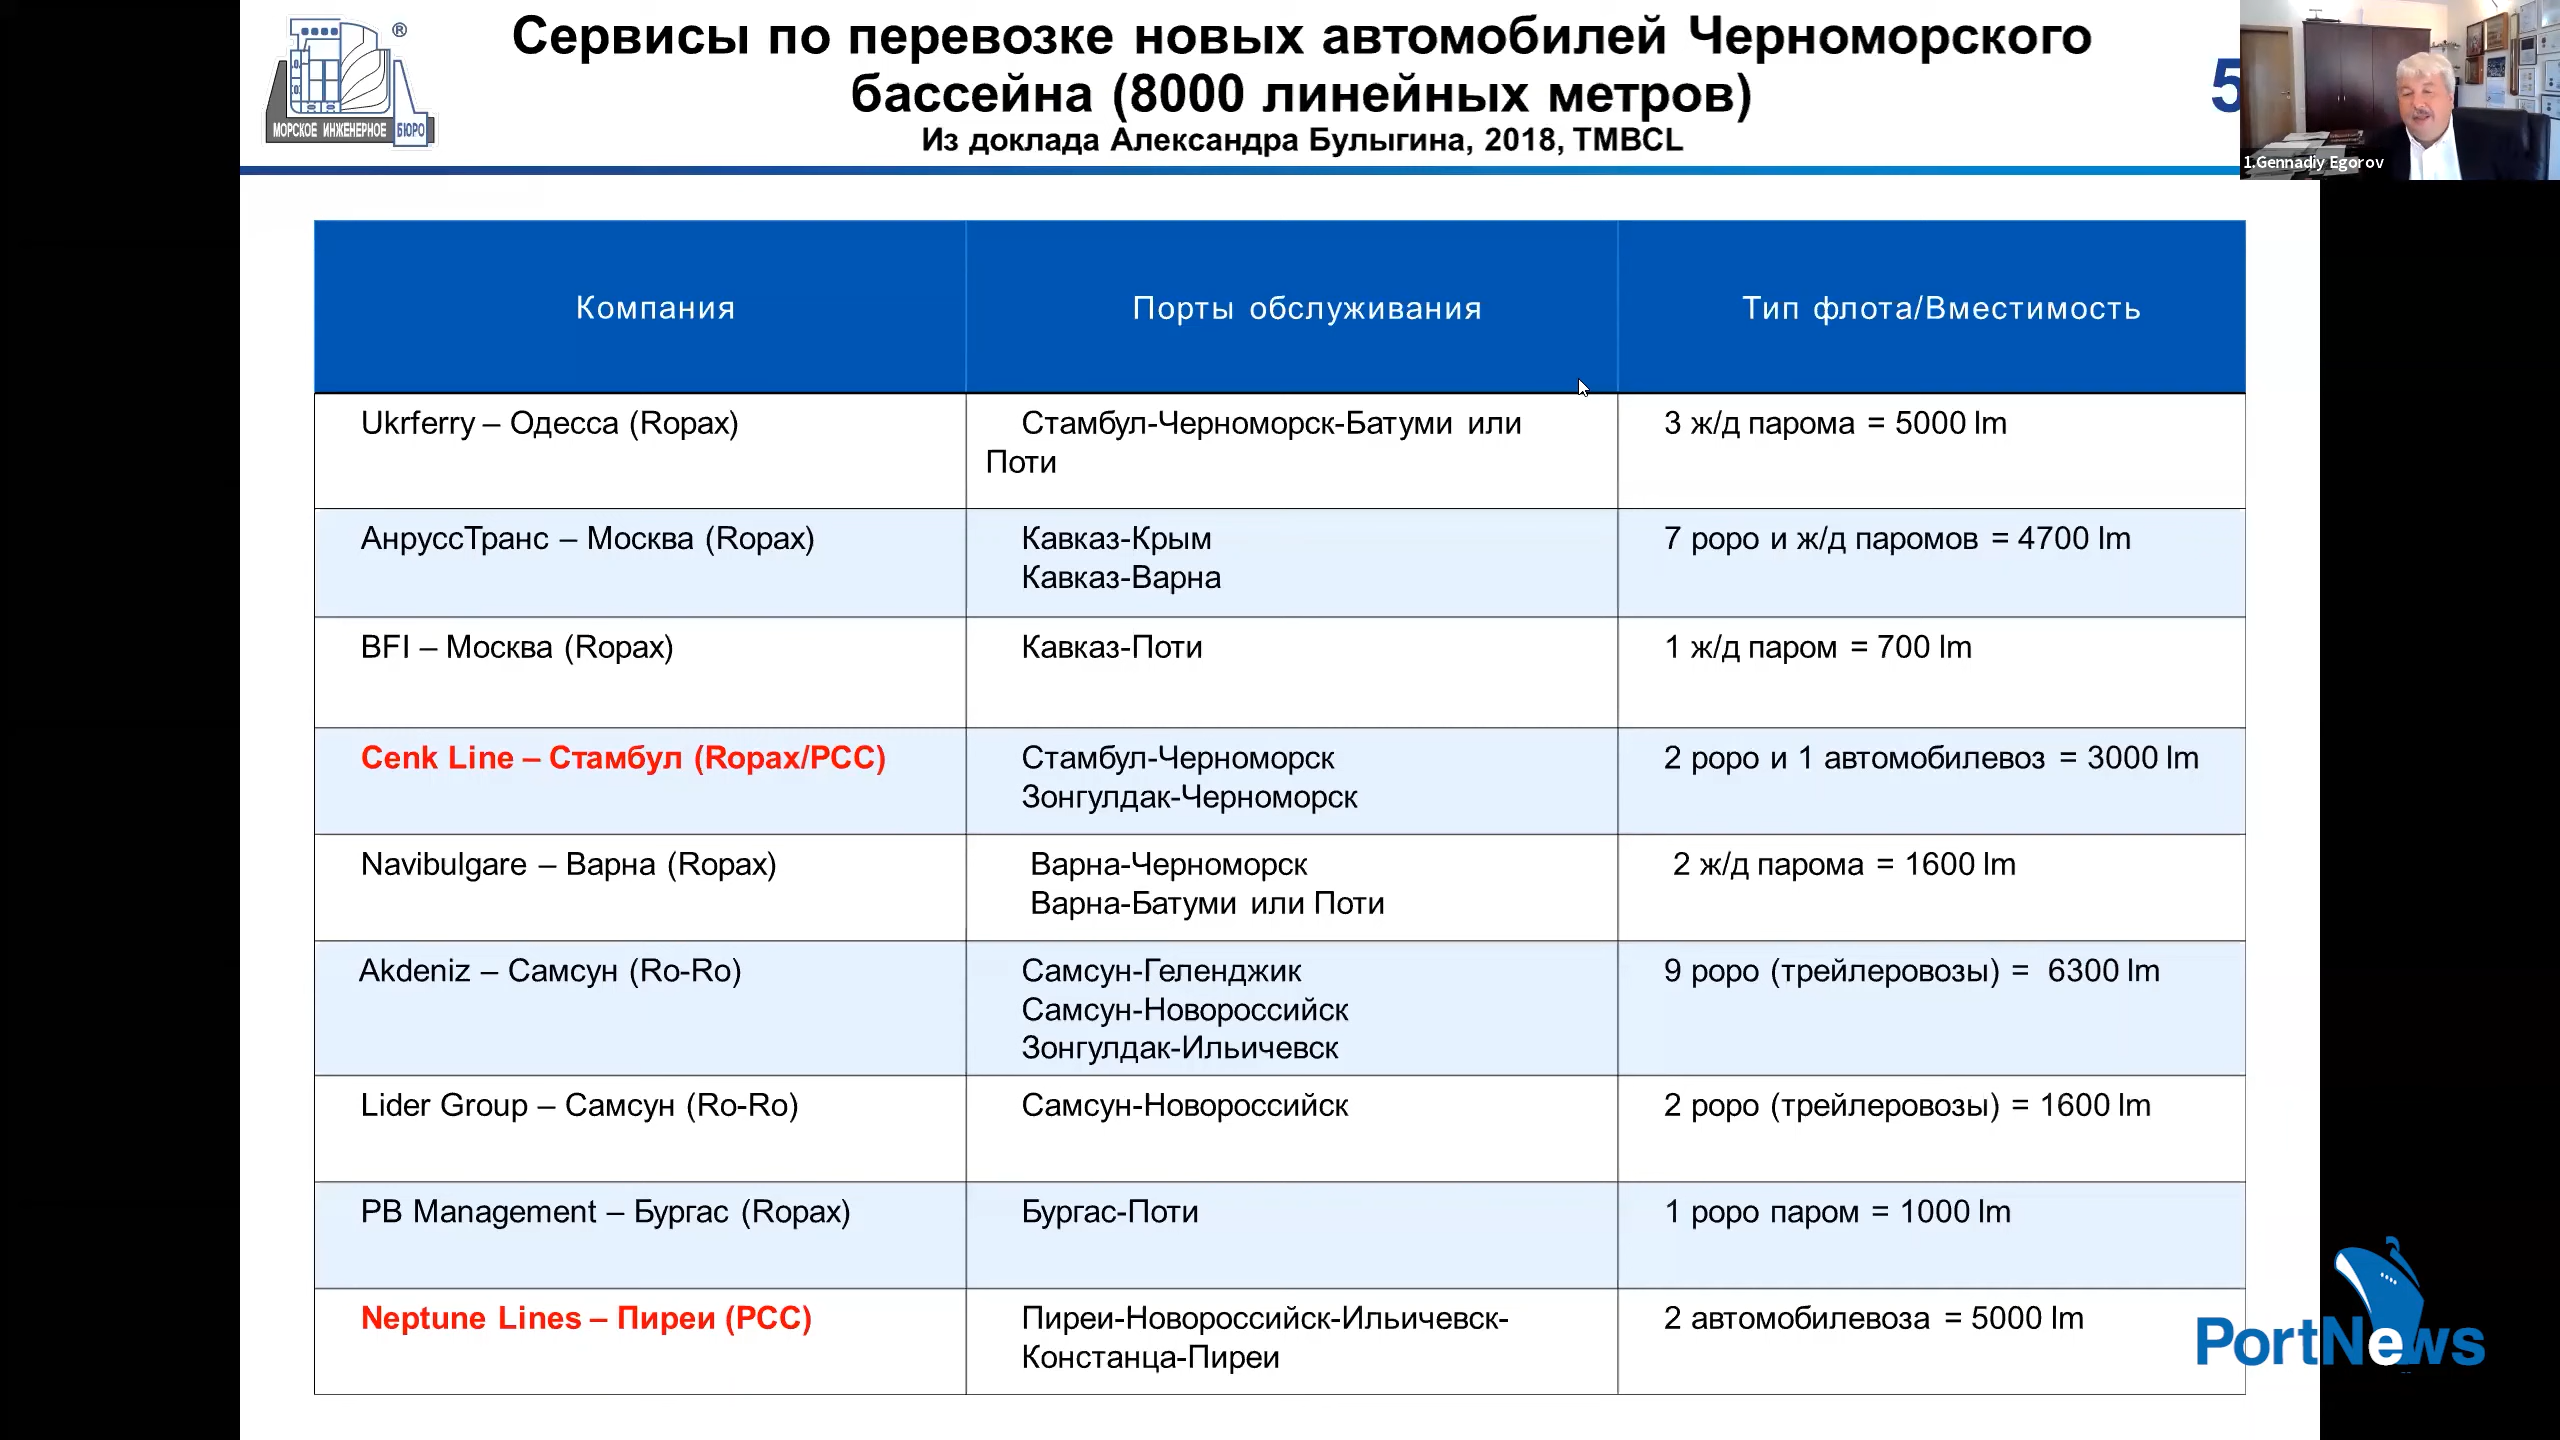 МОРСКОЕ ИНЖЕНЕРНОЕ БЮРО
®
Сервисы по перевозке новых автомобилей Черноморского
бассейна (8000 линейных метров)
Из доклада Александра Булыгина, 2018, TMBCL
5
1.Gennadiy Egorov
Компания
Порты обслуживания
Тип флота/Вместимость
Ukrferry – Одесса (Ropax)
Стамбул-Черноморск-Батуми или
Поти
3 ж/д парома = 5000 lm
АнруссТранс – Москва (Ropax)
Кавказ-Крым
Кавказ-Варна
7 роро и ж/д паромов = 4700 lm
BFI – Москва (Ropax)
Кавказ-Поти
1 ж/д паром = 700 lm
Cenk Line – Стамбул (Ropax/PCC)
Стамбул-Черноморск
Зонгулдак-Черноморск
2 роро и 1 автомобилевоз = 3000 lm
Navibulgare – Варна (Ropax)
Варна-Черноморск
Варна-Батуми или Поти
2 ж/д парома = 1600 lm
Akdeniz – Самсун (Ro-Ro)
Самсун-Геленджик
Самсун-Новороссийск
Зонгулдак-Ильичевск
9 роро (трейлеровозы) = 6300 lm
Lider Group – Самсун (Ro-Ro)
Самсун-Новороссийск
2 роро (трейлеровозы) = 1600 lm
PB Management – Бургас (Ropax)
Бургас-Поти
1 роро паром = 1000 lm
Neptune Lines – Пиреи (PCC)
Пиреи-Новороссийск-Ильичевск-
Констанца-Пиреи
2 автомобилевоза = 5000 lm
PortNews